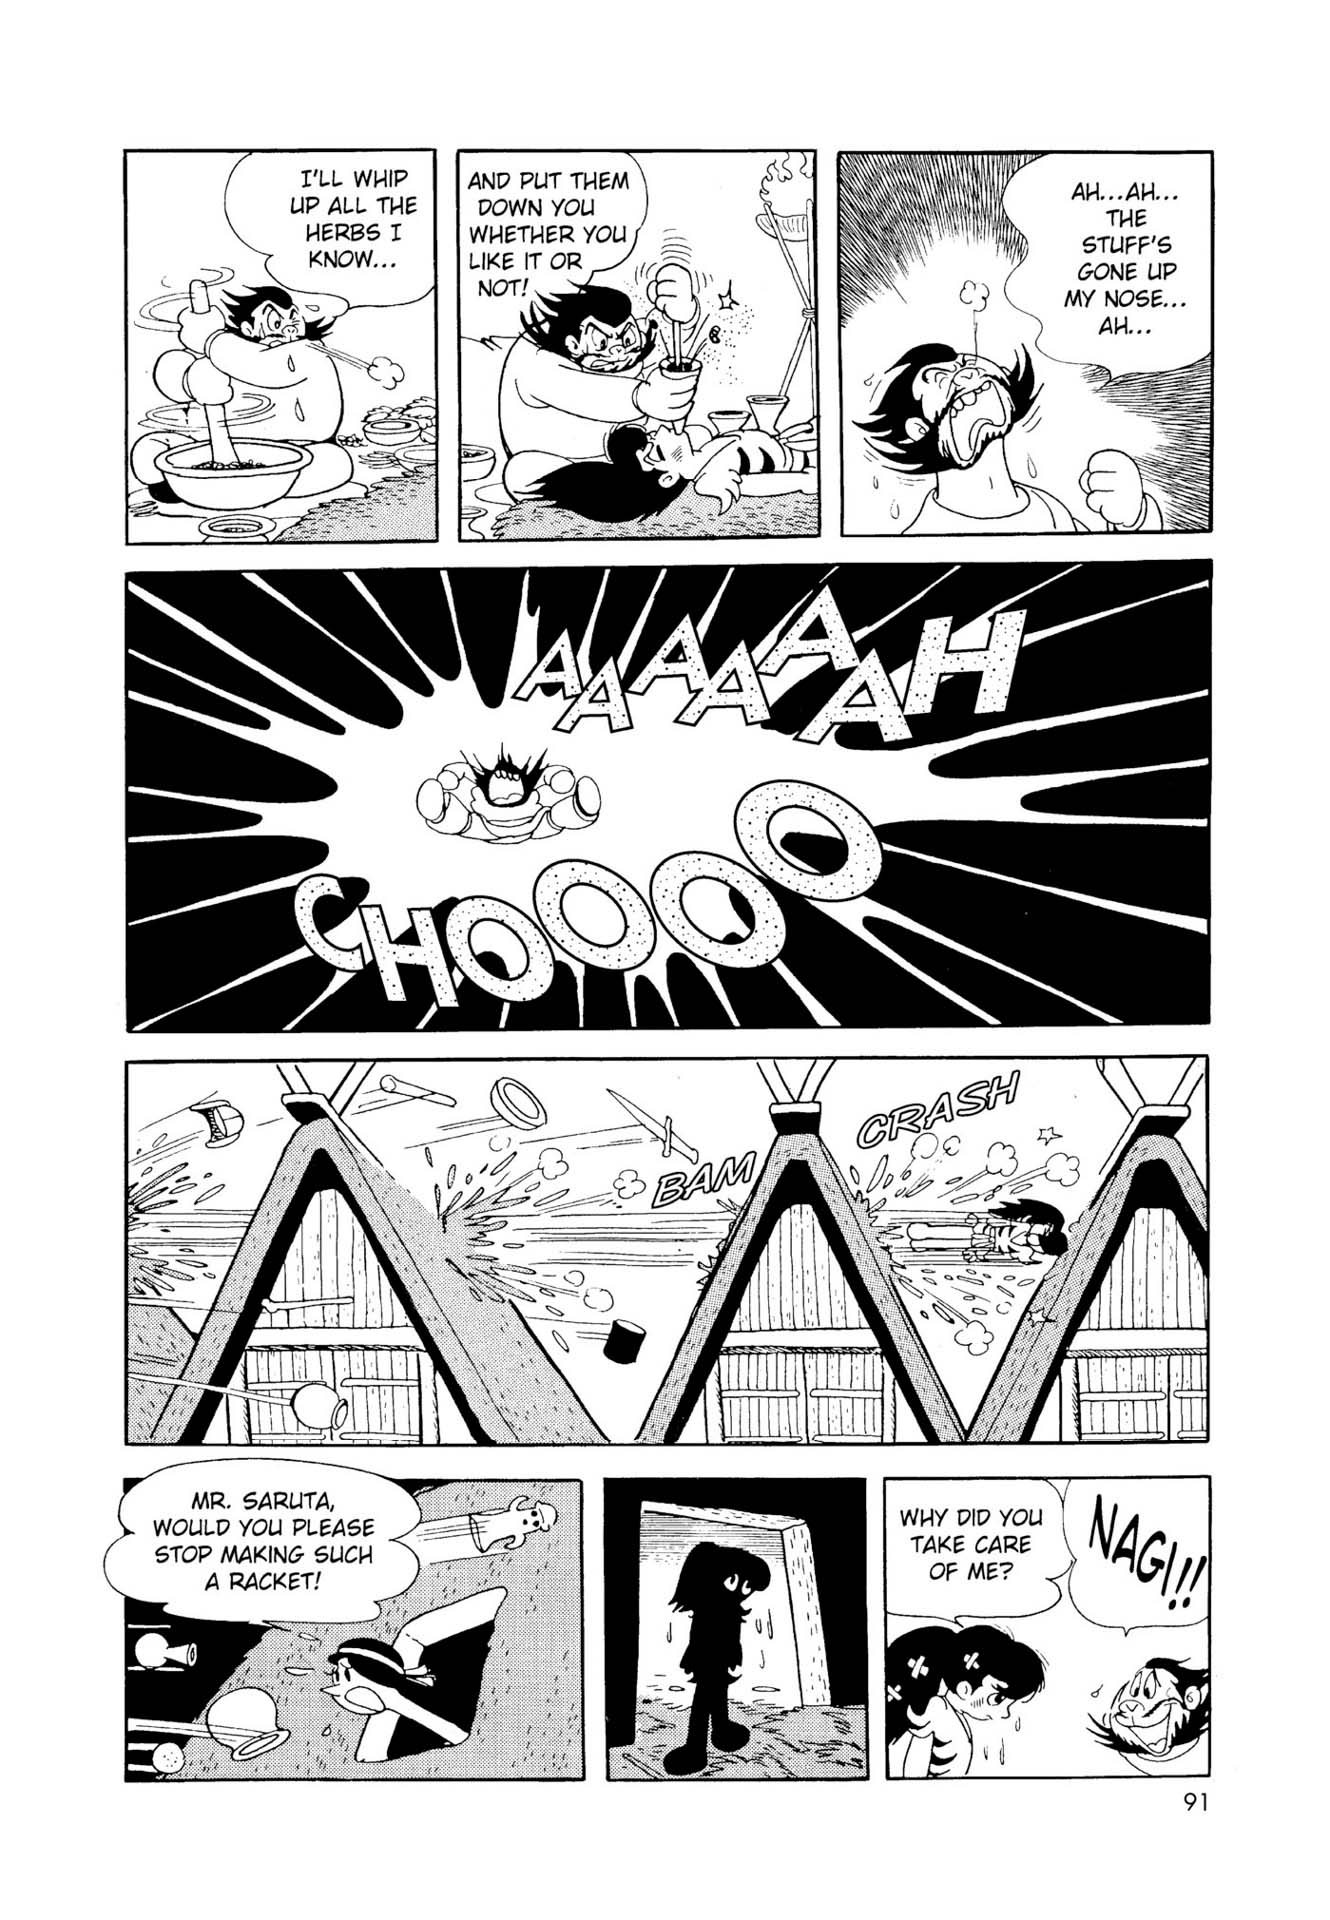 I'LL WHIP
UP ALL THE
HERBS I
KNOW...
AND PUT THEM
DOWN YOU
WHETHER YOU
LIKE IT OR
NOT!
AH...AH...
THE
STUFF'S
GONE UP
MY NOSE...
AH...
AAAAAAH
CHOOOO
BAM
CRASH
MR. SARUTA,
WOULD YOU PLEASE
STOP MAKING SUCH
A RACKET!
WHY DID YOU
TAKE CARE
OF ME?
NAGI!!
91